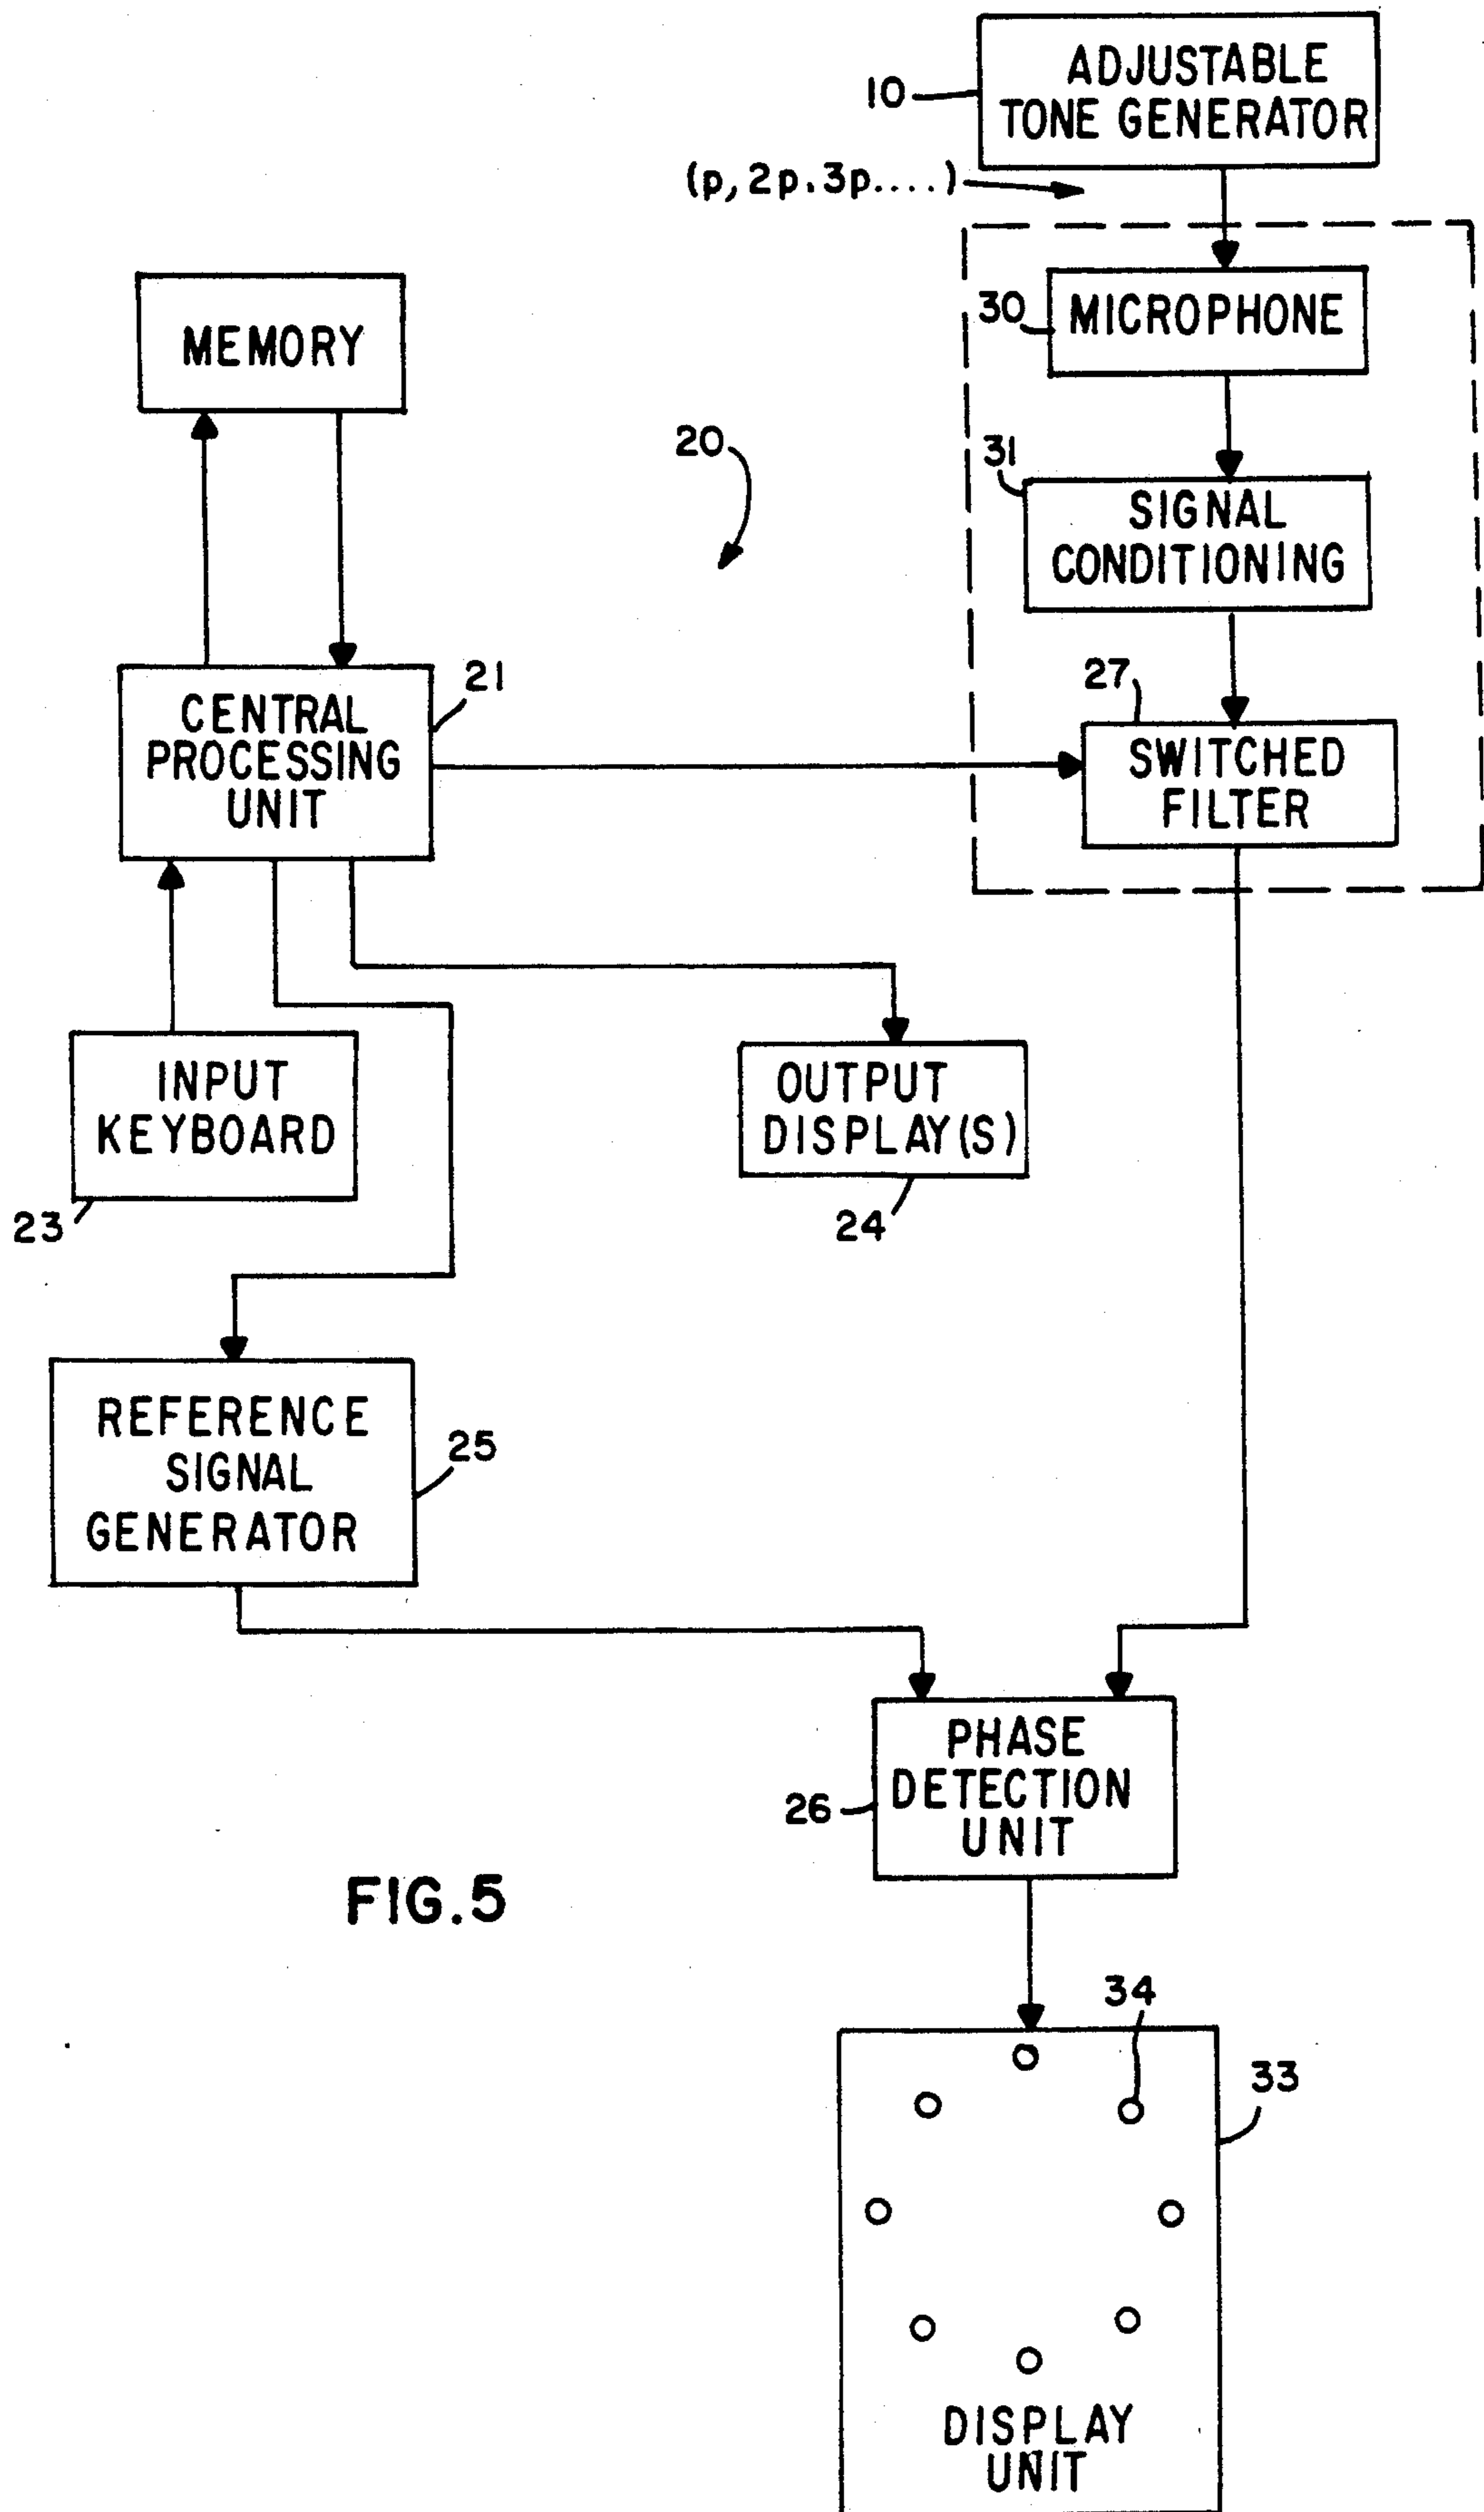 ADJUSTABLE
TONE GENERATOR
10
(p, 2p.3p....)
MEMORY
30
MICROPHONE
20
31
SIGNAL
CONDITIONING
21
27
CENTRAL
PROCESSING
UNIT
SWITCHED
FILTER
INPUT
KEYBOARD
23
OUTPUT
DISPLAY(S)
24
REFERENCE
SIGNAL
GENERATOR
25
PHASE
DETECTION
UNIT
26
FIG.5
34
33
DISPLAY
UNIT